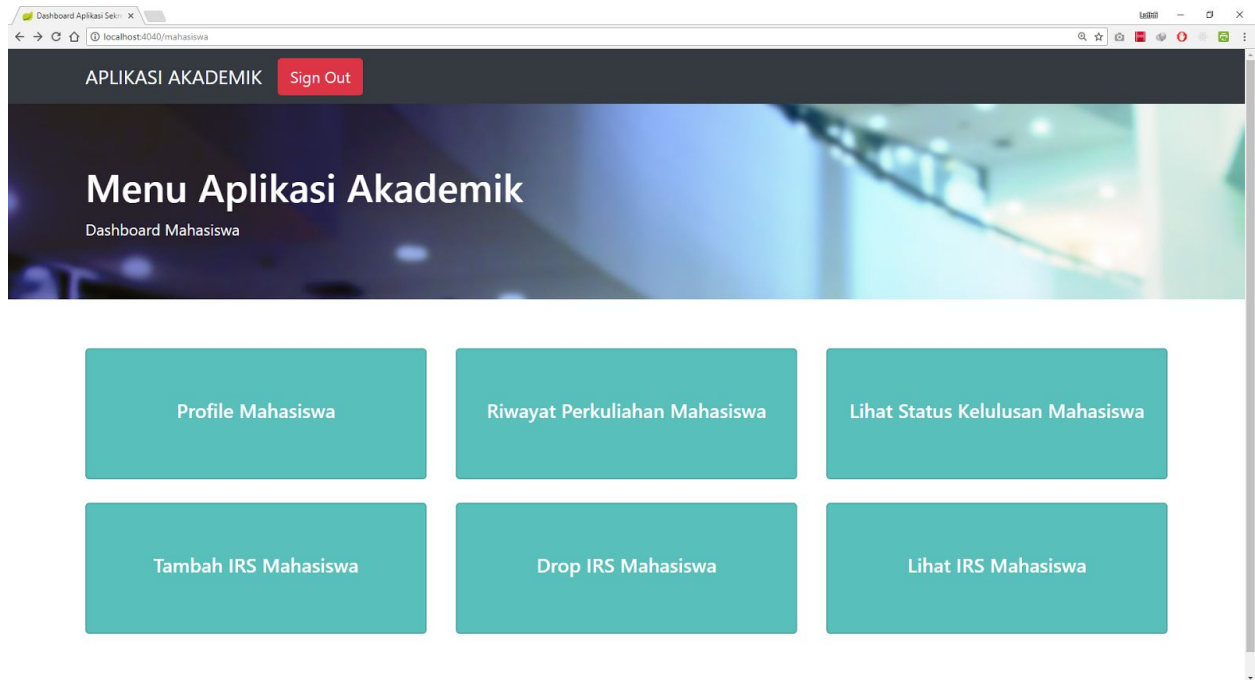 Dashboard Aplikasi Sekr
localhost:4040/mahasiswa
APLIKASI AKADEMIK
Sign Out
Menu Aplikasi Akademik
Dashboard Mahasiswa
Profile Mahasiswa
Riwayat Perkuliahan Mahasiswa
Lihat Status Kelulusan Mahasiswa
Tambah IRS Mahasiswa
Drop IRS Mahasiswa
Lihat IRS Mahasiswa